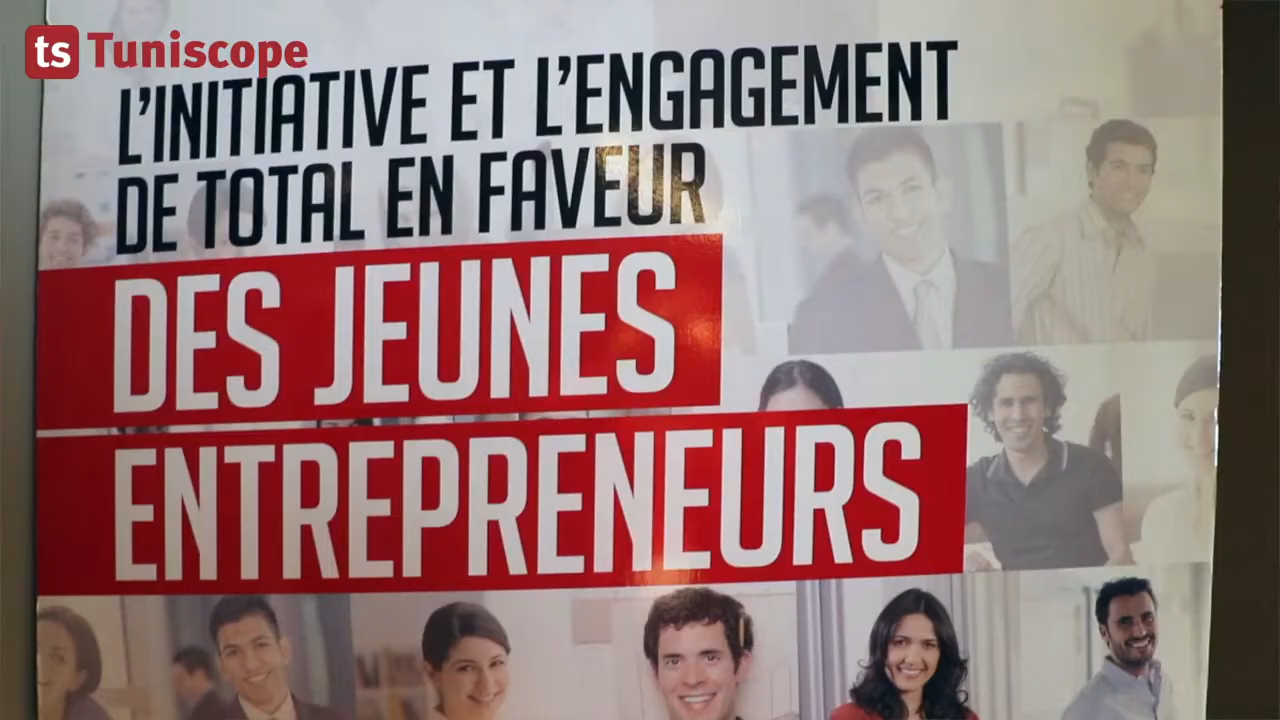 ts Tuniscope
L'INITIATIVE ET L'ENGAGEMENT
DE TOTAL EN FAVEUR
DES JEUNES
ENTREPRENEURS